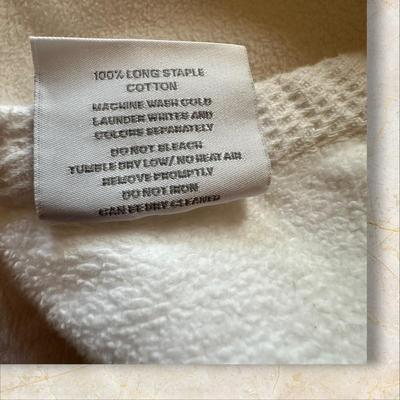 100% LONG STAPLE
COTTON
MACHINE WASH COLD
LAUNDER WHITES AND
COLORS SEPARATELY
DO NOT BLEACH
TUMBLE DRY LOW/NO HEAT AIR
REMOVE PROMPTLY
DO NOT IRON
CAN BE DRY CLEANED